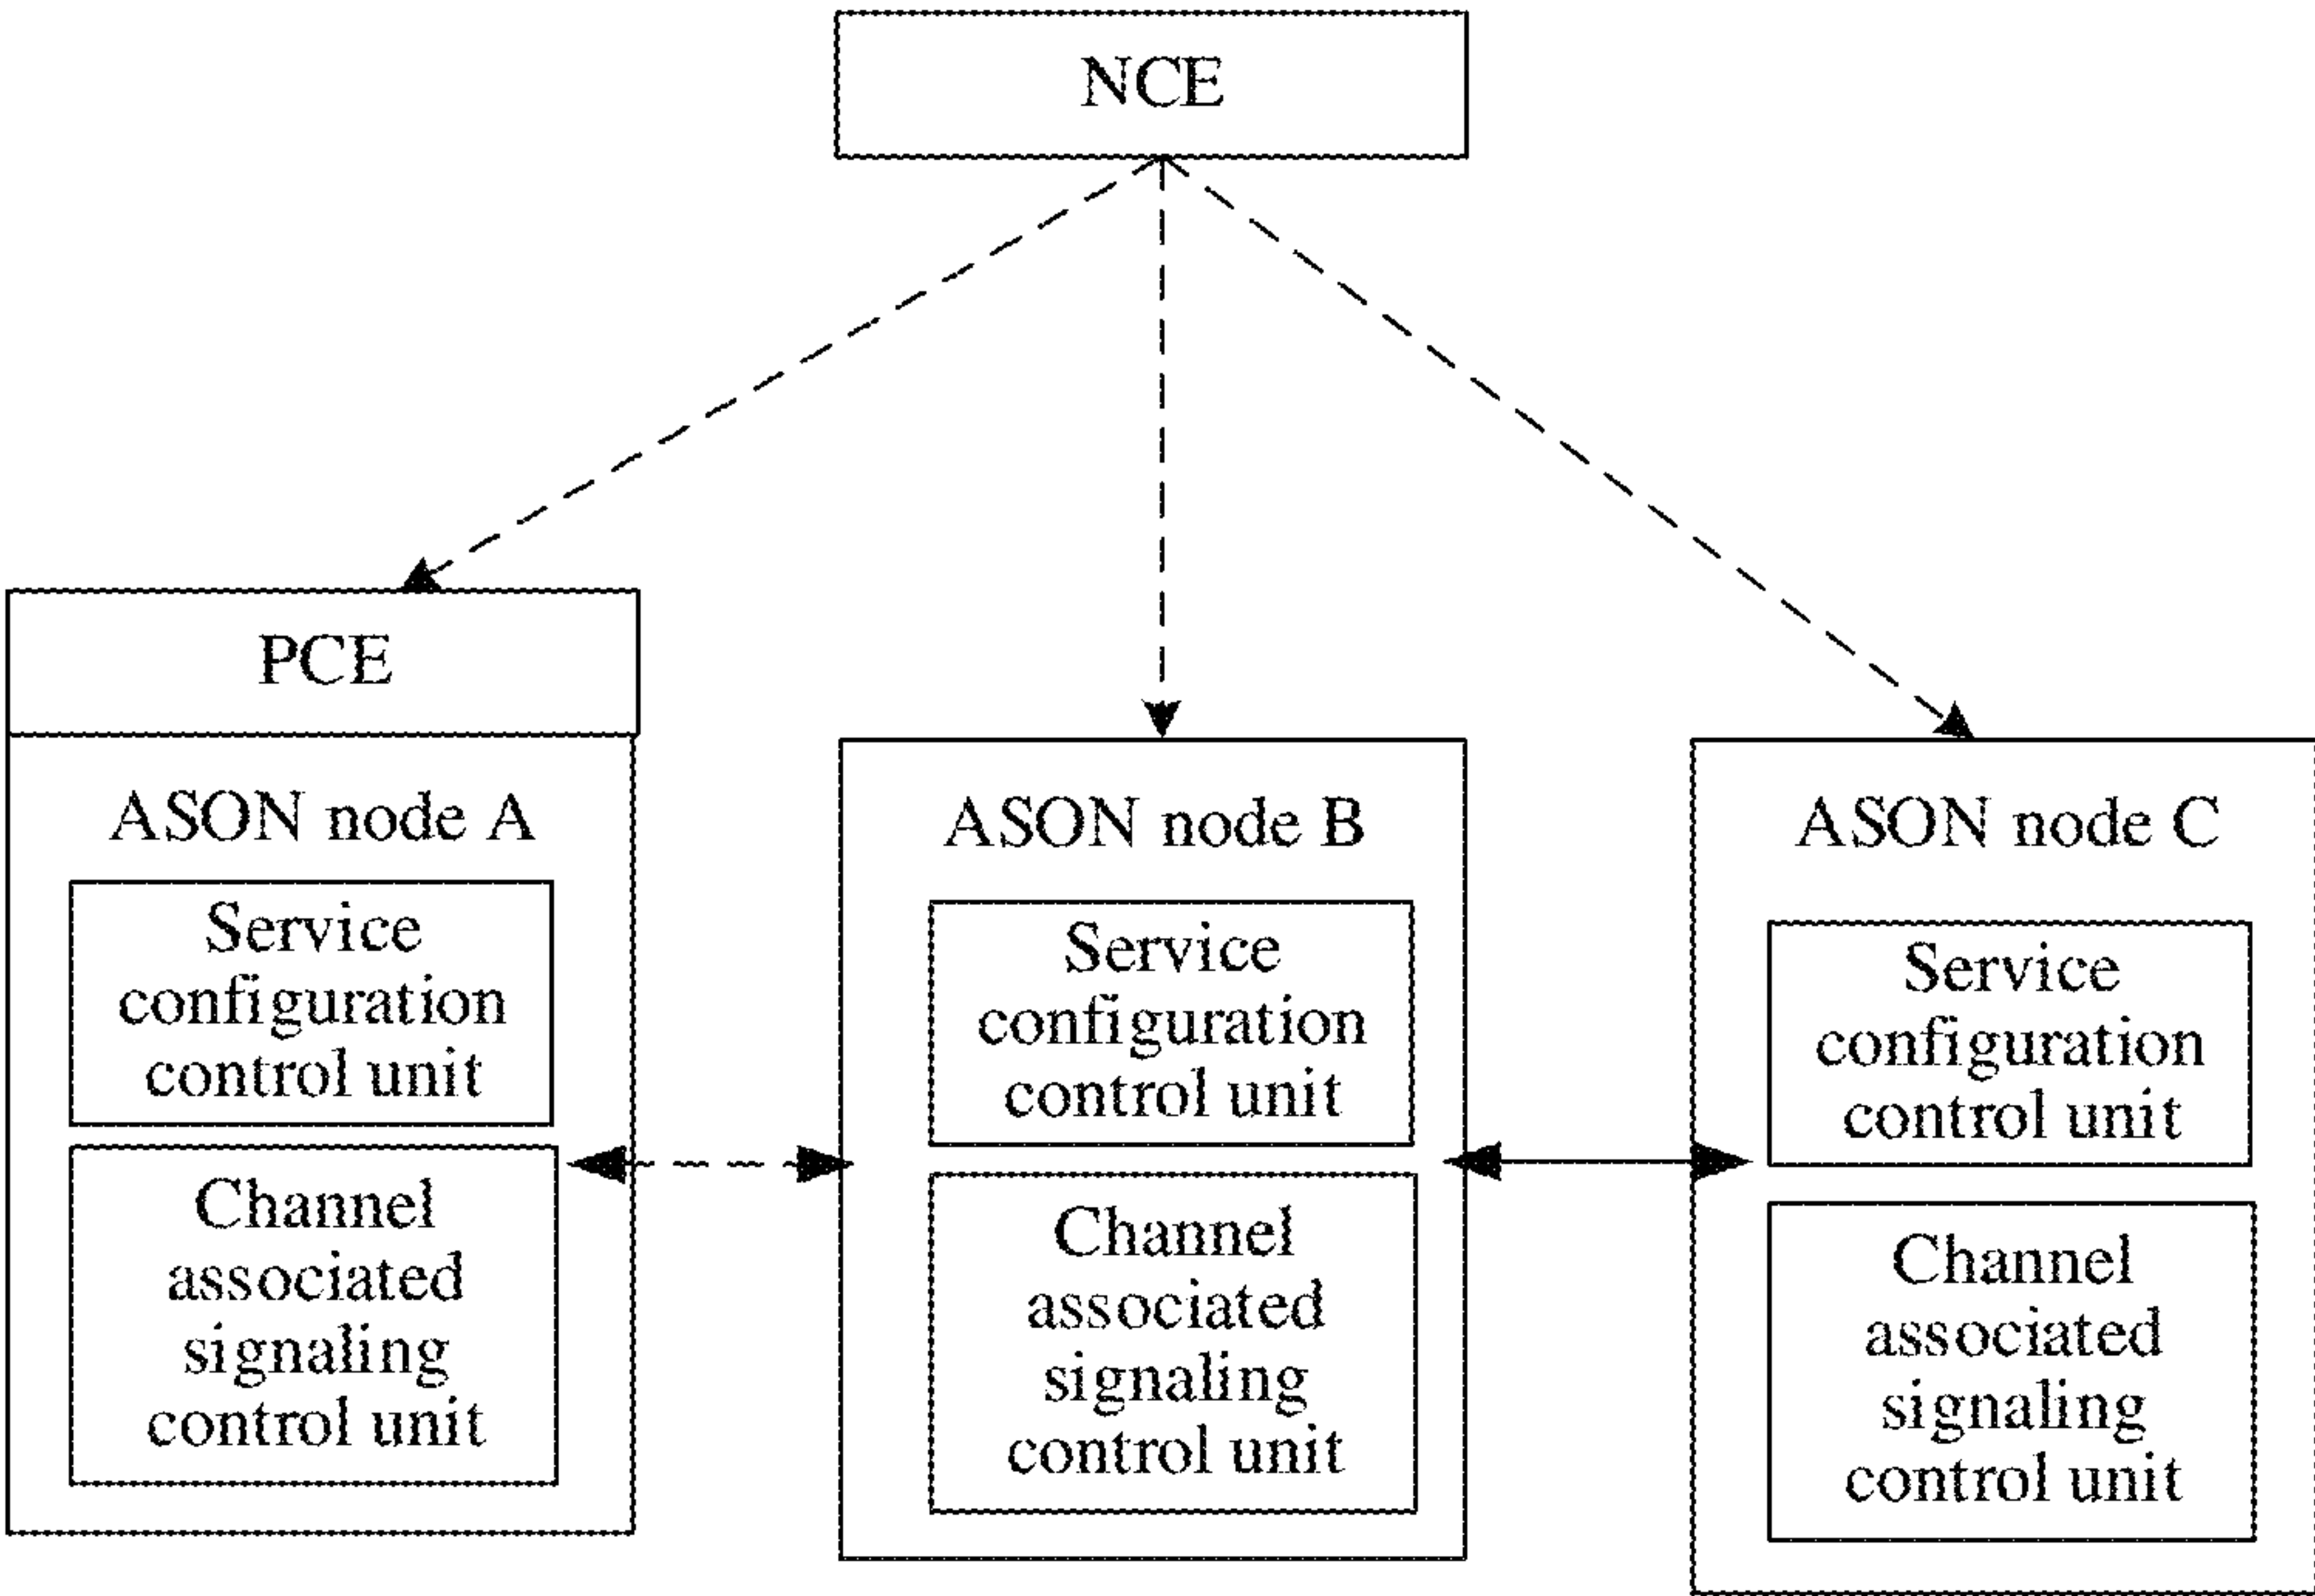 NCE
PCE
ASON node A
Service
configuration
control unit
Channel
associated
signaling
control unit
ASON node B
Service
configuration
control unit
Channel
associated
signaling
control unit
ASON node C
Service
configuration
control unit
Channel
associated
signaling
control unit